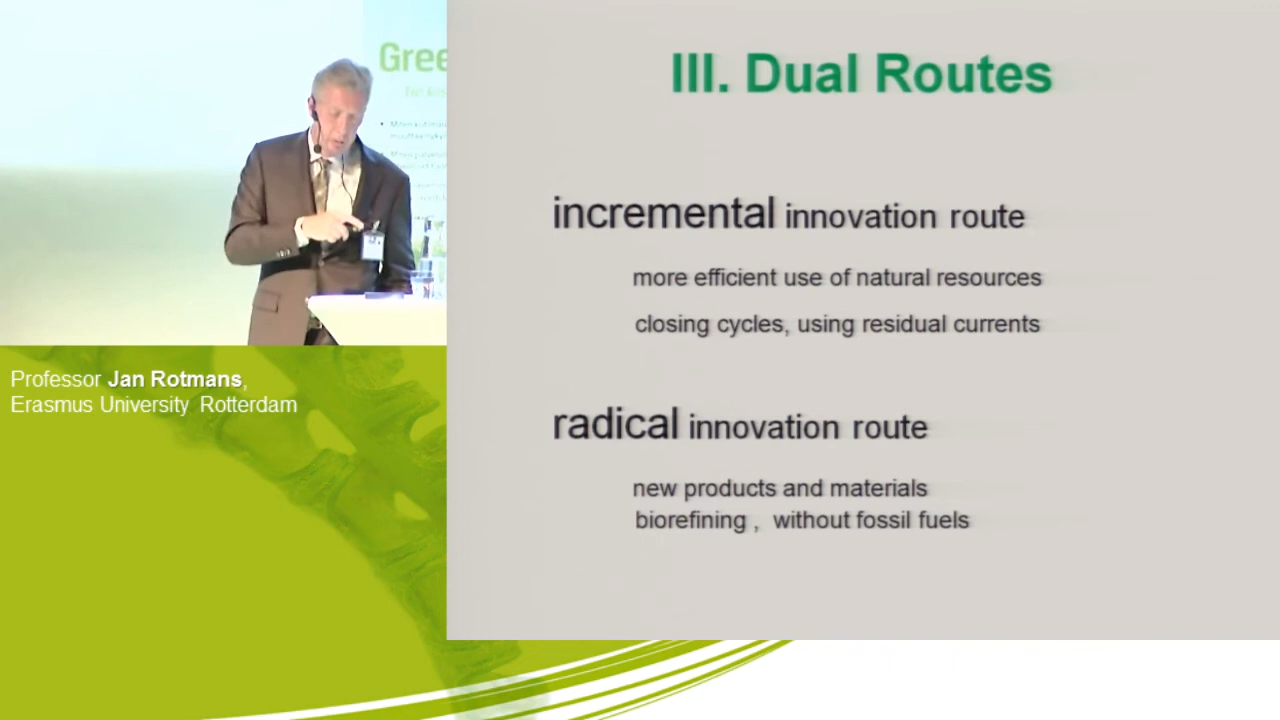 Gree
III. Dual Routes
incremental innovation route
more efficient use of natural resources
closing cycles, using residual currents
radical innovation route
new products and materials
biorefining , without fossil fuels
Professor Jan Rotmans,
Erasmus University Rotterdam